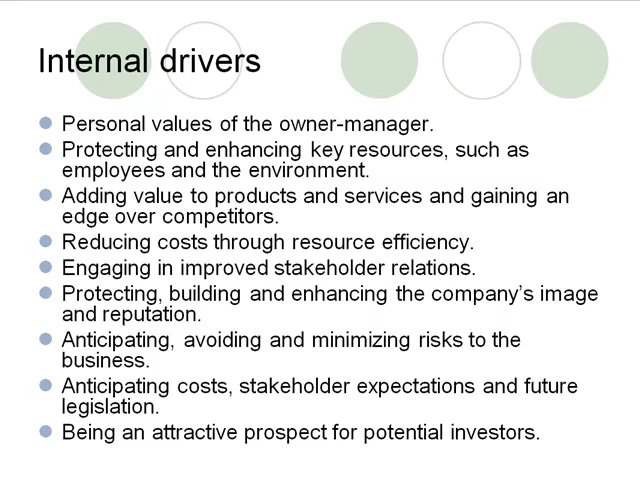 Internal drivers
Personal values of the owner-manager.
Protecting and enhancing key resources, such as
employees and the environment.
Adding value to products and services and gaining an
edge over competitors.
Reducing costs through resource efficiency.
Engaging in improved stakeholder relations.
Protecting, building and enhancing the company's image
and reputation.
Anticipating, avoiding and minimizing risks to the
business.
Anticipating costs, stakeholder expectations and future
legislation.
Being an attractive prospect for potential investors.